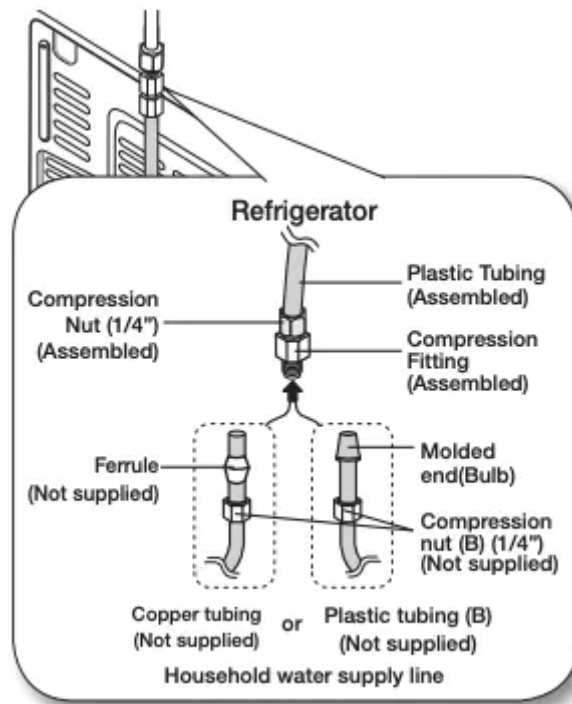 Refrigerator
Plastic Tubing
(Assembled)
Compression
Nut (1/4")
(Assembled)
Compression
Fitting
(Assembled)
Ferrule
(Not supplied)
Molded
end(Bulb)
Compression
nut (B) (1/4")
(Not supplied)
Copper tubing
(Not supplied)
or
Plastic tubing (B)
(Not supplied)
Household water supply line